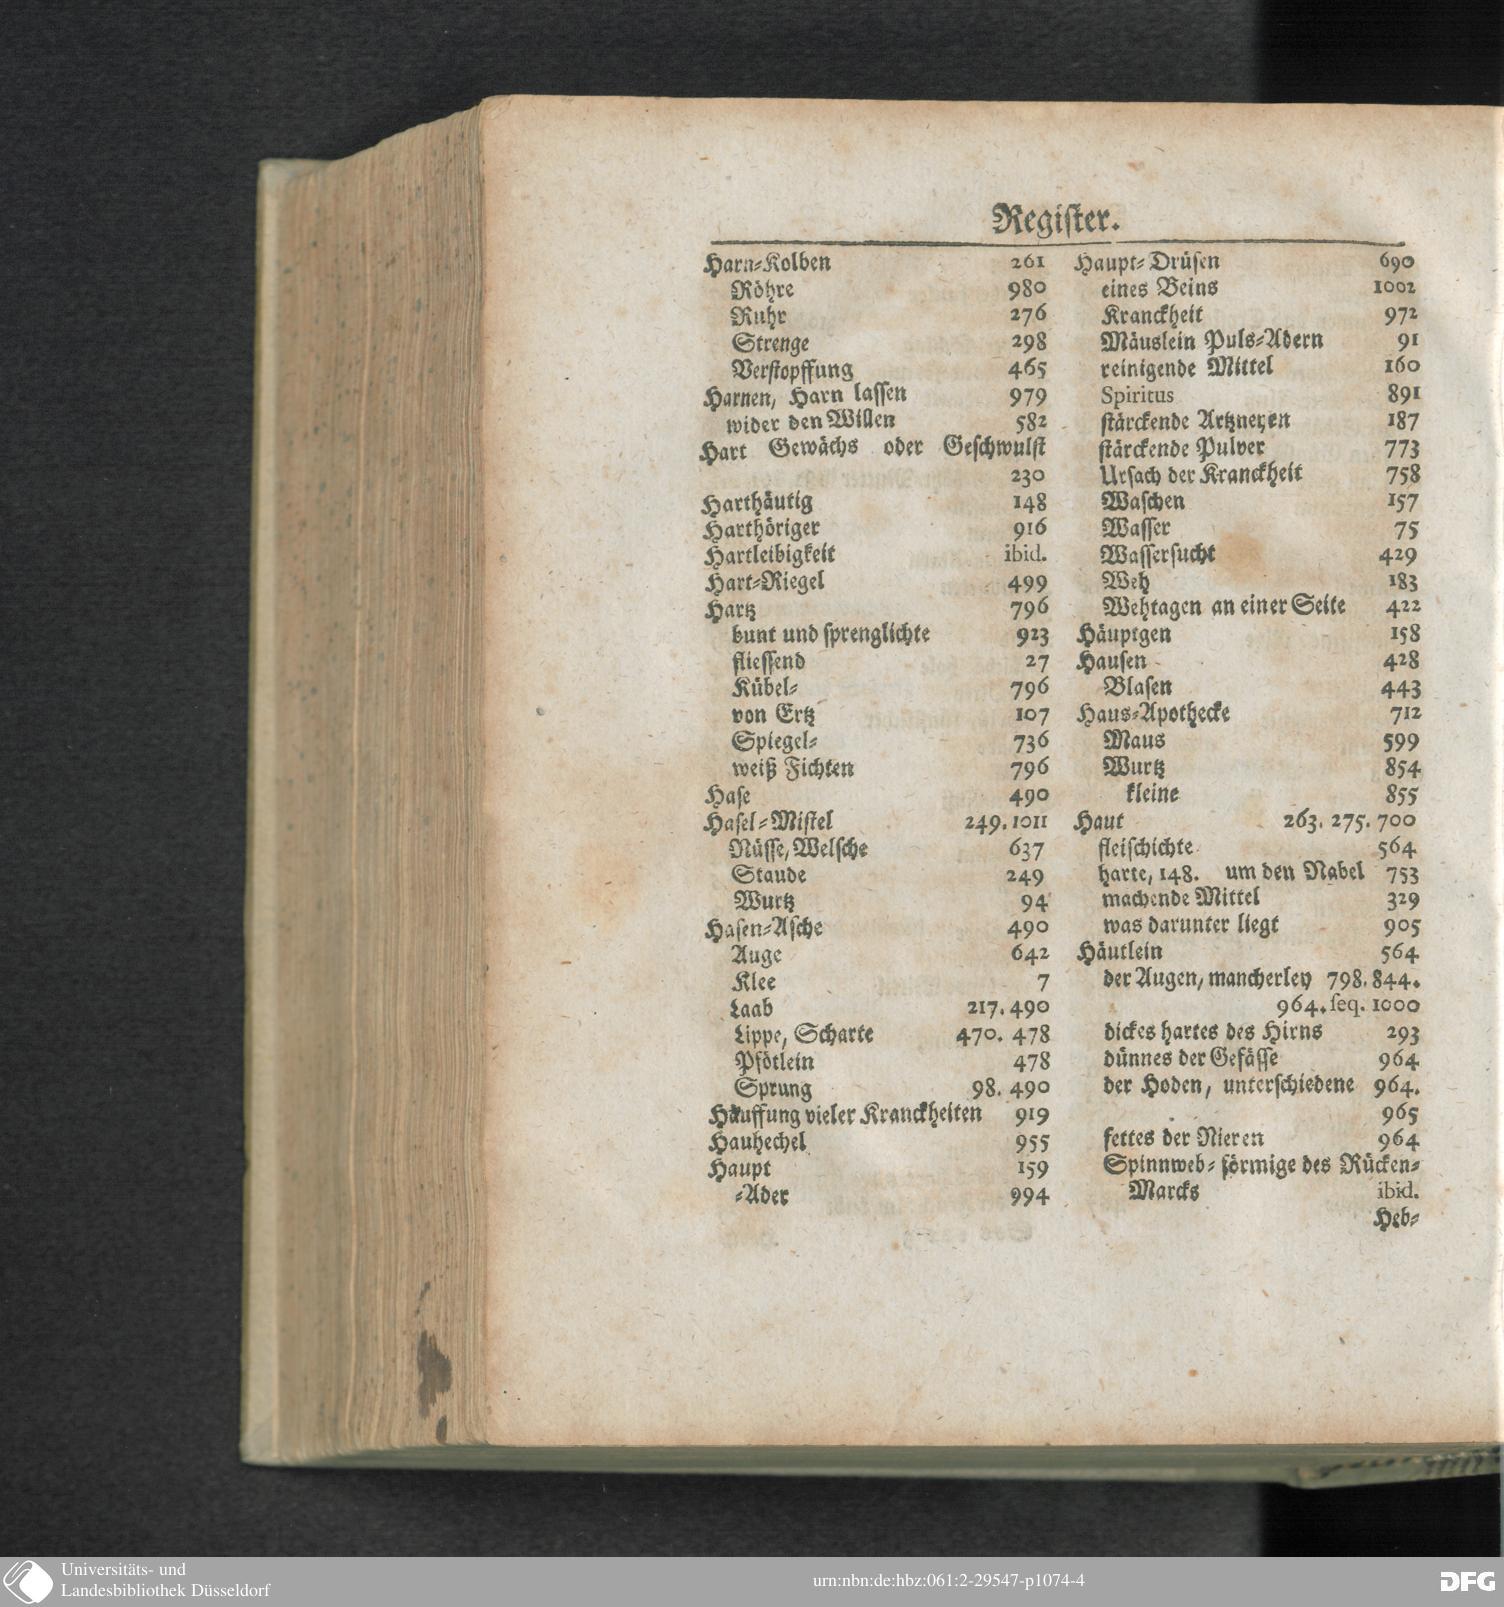 Register.
Harn-Kolben 261
Röhre 980
Ruhr 276
Strenge 298
Verstopffung 465
Harnen, Harn lassen 979
wider den Willen 582
Hart Gewächs oder Geschwulst
230
Harthäutig 148
Harthöriger 916
Hartleibigkeit ibid.
Hart-Riegel 499
Hartz 796
bunt und sprenglichte 923
fliessend 27
Kübel- 796
von Ertz 107
Spiegel- 736
weiß Fichten 796
Hase 490
Hasel-Mistel 249. 1011
Nüsse, Welsche 637
Staude 249
Wurtz 94
Hasen-Asche 490
Auge 642
Klee 7
Laab 217. 490
Lippe, Scharte 470. 478
Pfötlein 478
Sprung 98. 490
Häuffung vieler Kranckheiten 919
Hauhechel 955
Haupt 159
-Ader 994
Haupt-Drüsen 690
eines Beins 1002
Kranckheit 972
Mäuslein Puls-Adern 91
reinigende Mittel 160
Spiritus 891
stärckende Artzneyen 187
stärckende Pulver 773
Ursach der Kranckheit 758
Waschen 157
Wasser 75
Wassersucht 429
Weh 183
Wehtagen an einer Seite 422
Häuptgen 158
Hausen 428
Blasen 443
Haus-Apothecke 712
Maus 599
Wurtz 854
kleine 855
Haut 263. 275. 700
fleischichte 564
harte, 148. um den Nabel 753
machende Mittel 329
was darunter liegt 905
Häutlein 564
der Augen, mancherley 798. 844.
964. seq. 1000
dickes hartes des Hirns 293
dünnes der Gefässe 964
der Hoden, unterschiedene 964.
965
fettes der Nieren 964
Spinnweb-förmige des Rücken-
Marcks ibid.
Heb-
Universitäts- und
Landesbibliothek Düsseldorf
urn:nbn:de:hbz:061:2-29547-p1074-4
DFG